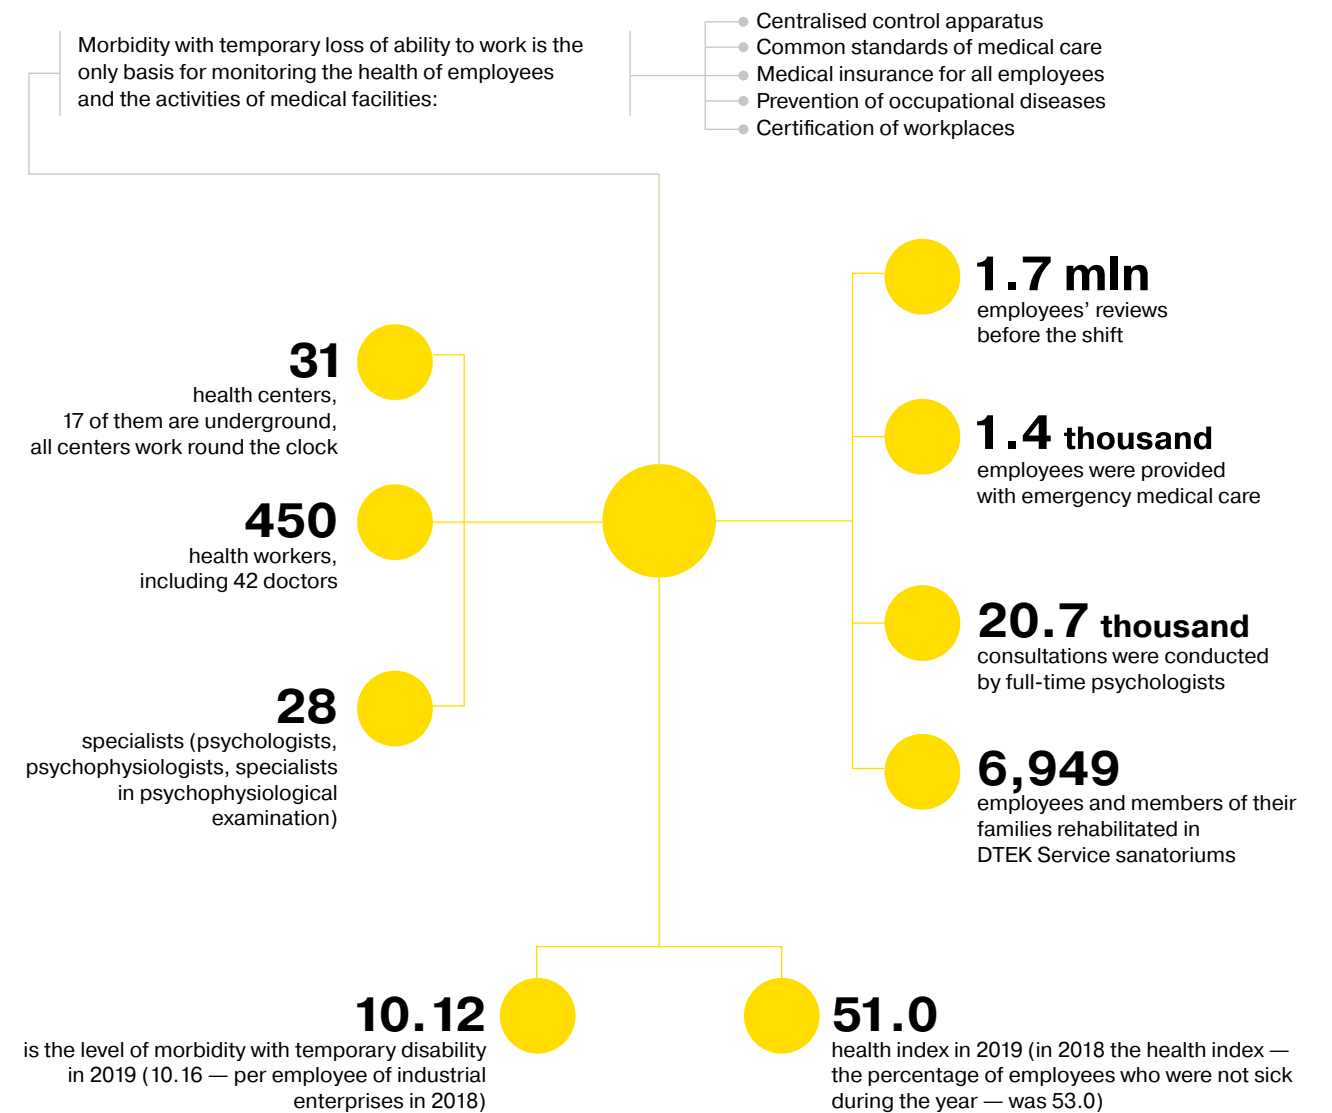 Morbidity with temporary loss of ability to work is the
only basis for monitoring the health of employees
and the activities of medical facilities:
Centralised control apparatus
Common standards of medical care
Medical insurance for all employees
Prevention of occupational diseases
Certification of workplaces
31
health centers,
17 of them are underground,
all centers work round the clock
450
health workers,
including 42 doctors
28
specialists (psychologists,
psychophysiologists, specialists
in psychophysiological
examination)
1.7 mln
employees’ reviews
before the shift
1.4 thousand
employees were provided
with emergency medical care
20.7 thousand
consultations were conducted
by full-time psychologists
6,949
employees and members of their
families rehabilitated in
DTEK Service sanatoriums
10.12
is the level of morbidity with temporary disability
in 2019 (10.16 — per employee of industrial
enterprises in 2018)
51.0
health index in 2019 (in 2018 the health index —
the percentage of employees who were not sick
during the year — was 53.0)